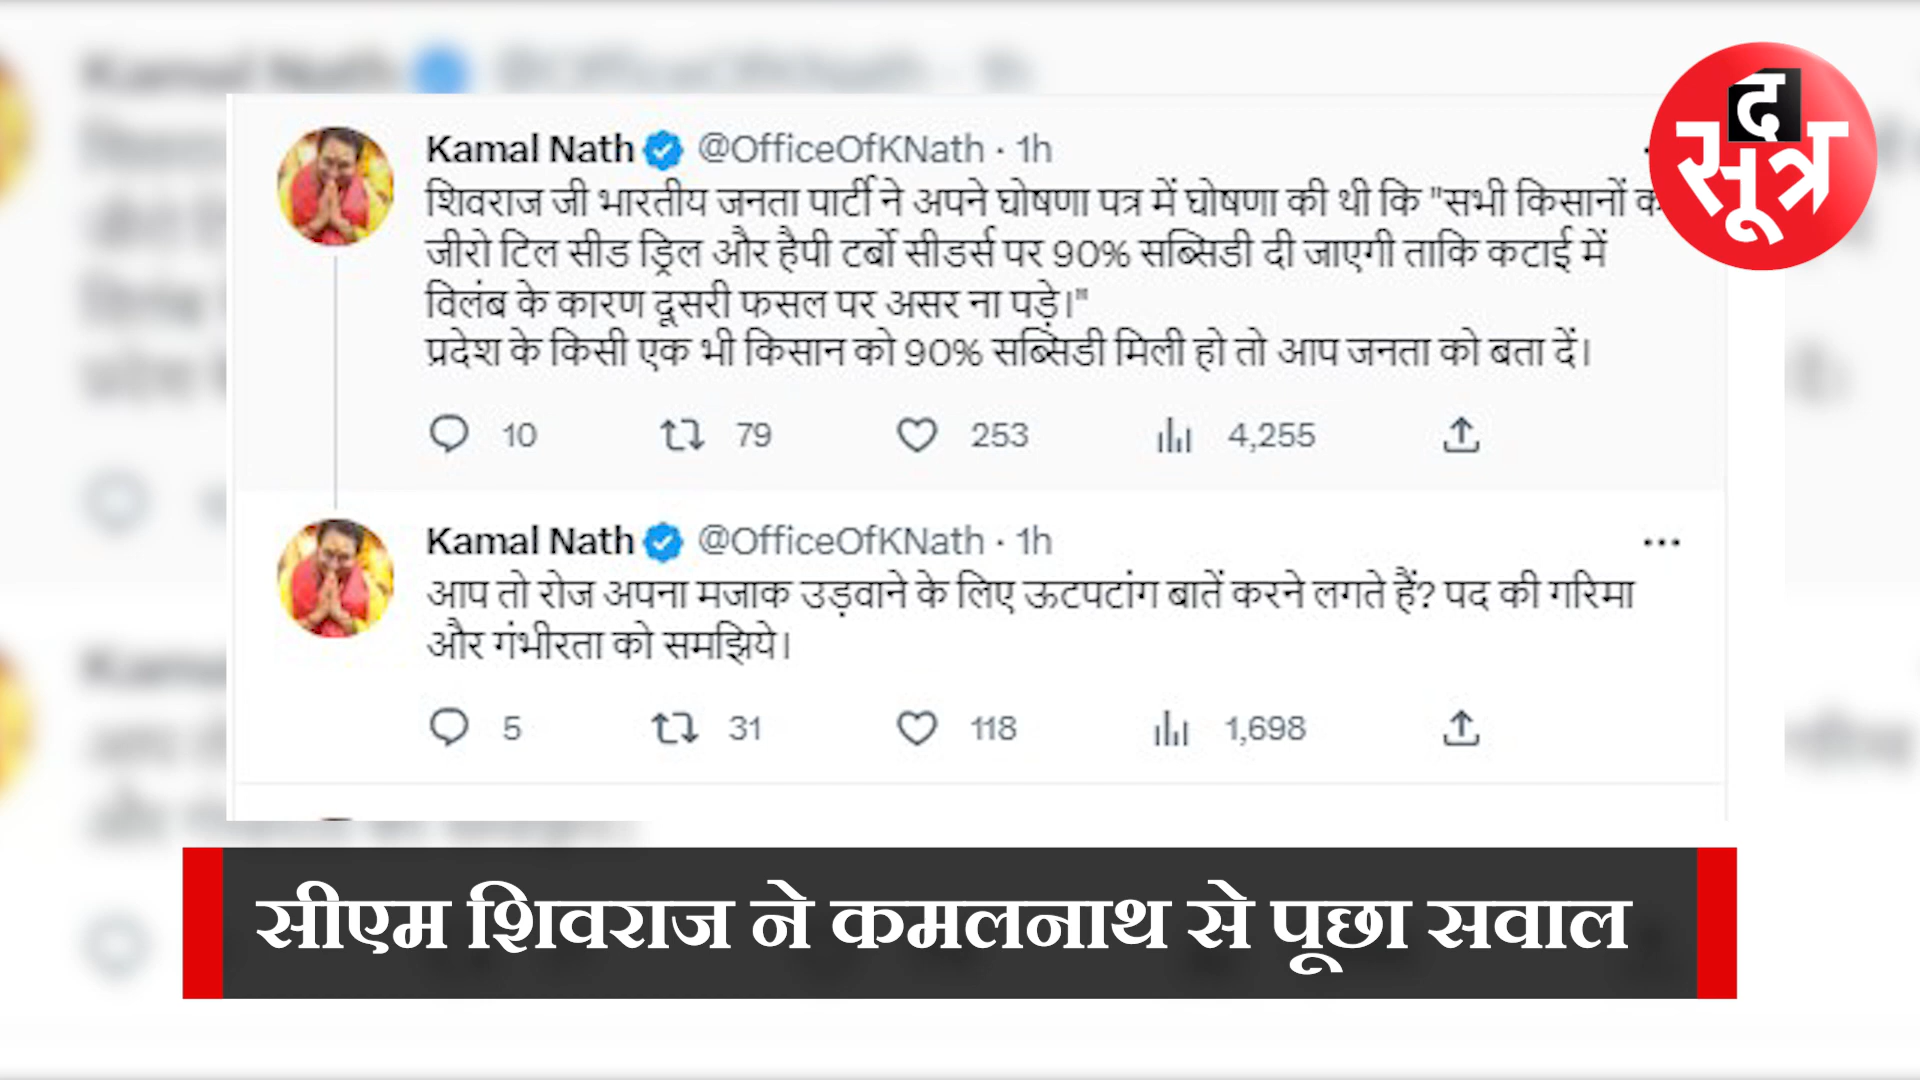 द
सूत्र
Kamal Nath @OfficeOfKNath · 1h
शिवराज जी भारतीय जनता पार्टी ने अपने घोषणा पत्र में घोषणा की थी कि "सभी किसानों
जीरो टिल सीड ड्रिल और हैपी टर्बो सीडर्स पर 90% सब्सिडी दी जाएगी ताकि कटाई में
विलंब के कारण दूसरी फसल पर असर ना पड़े।"
प्रदेश के किसी एक भी किसान को 90% सब्सिडी मिली हो तो आप जनता को बता दें।
10 79 253 4,255
Kamal Nath @OfficeOfKNath · 1h
आप तो रोज अपना मजाक उड़वाने के लिए ऊटपटांग बातें करने लगते हैं? पद की गरिमा
और गंभीरता को समझिये।
5 31 118 1,698
सीएम शिवराज ने कमलनाथ से पूछा सवाल